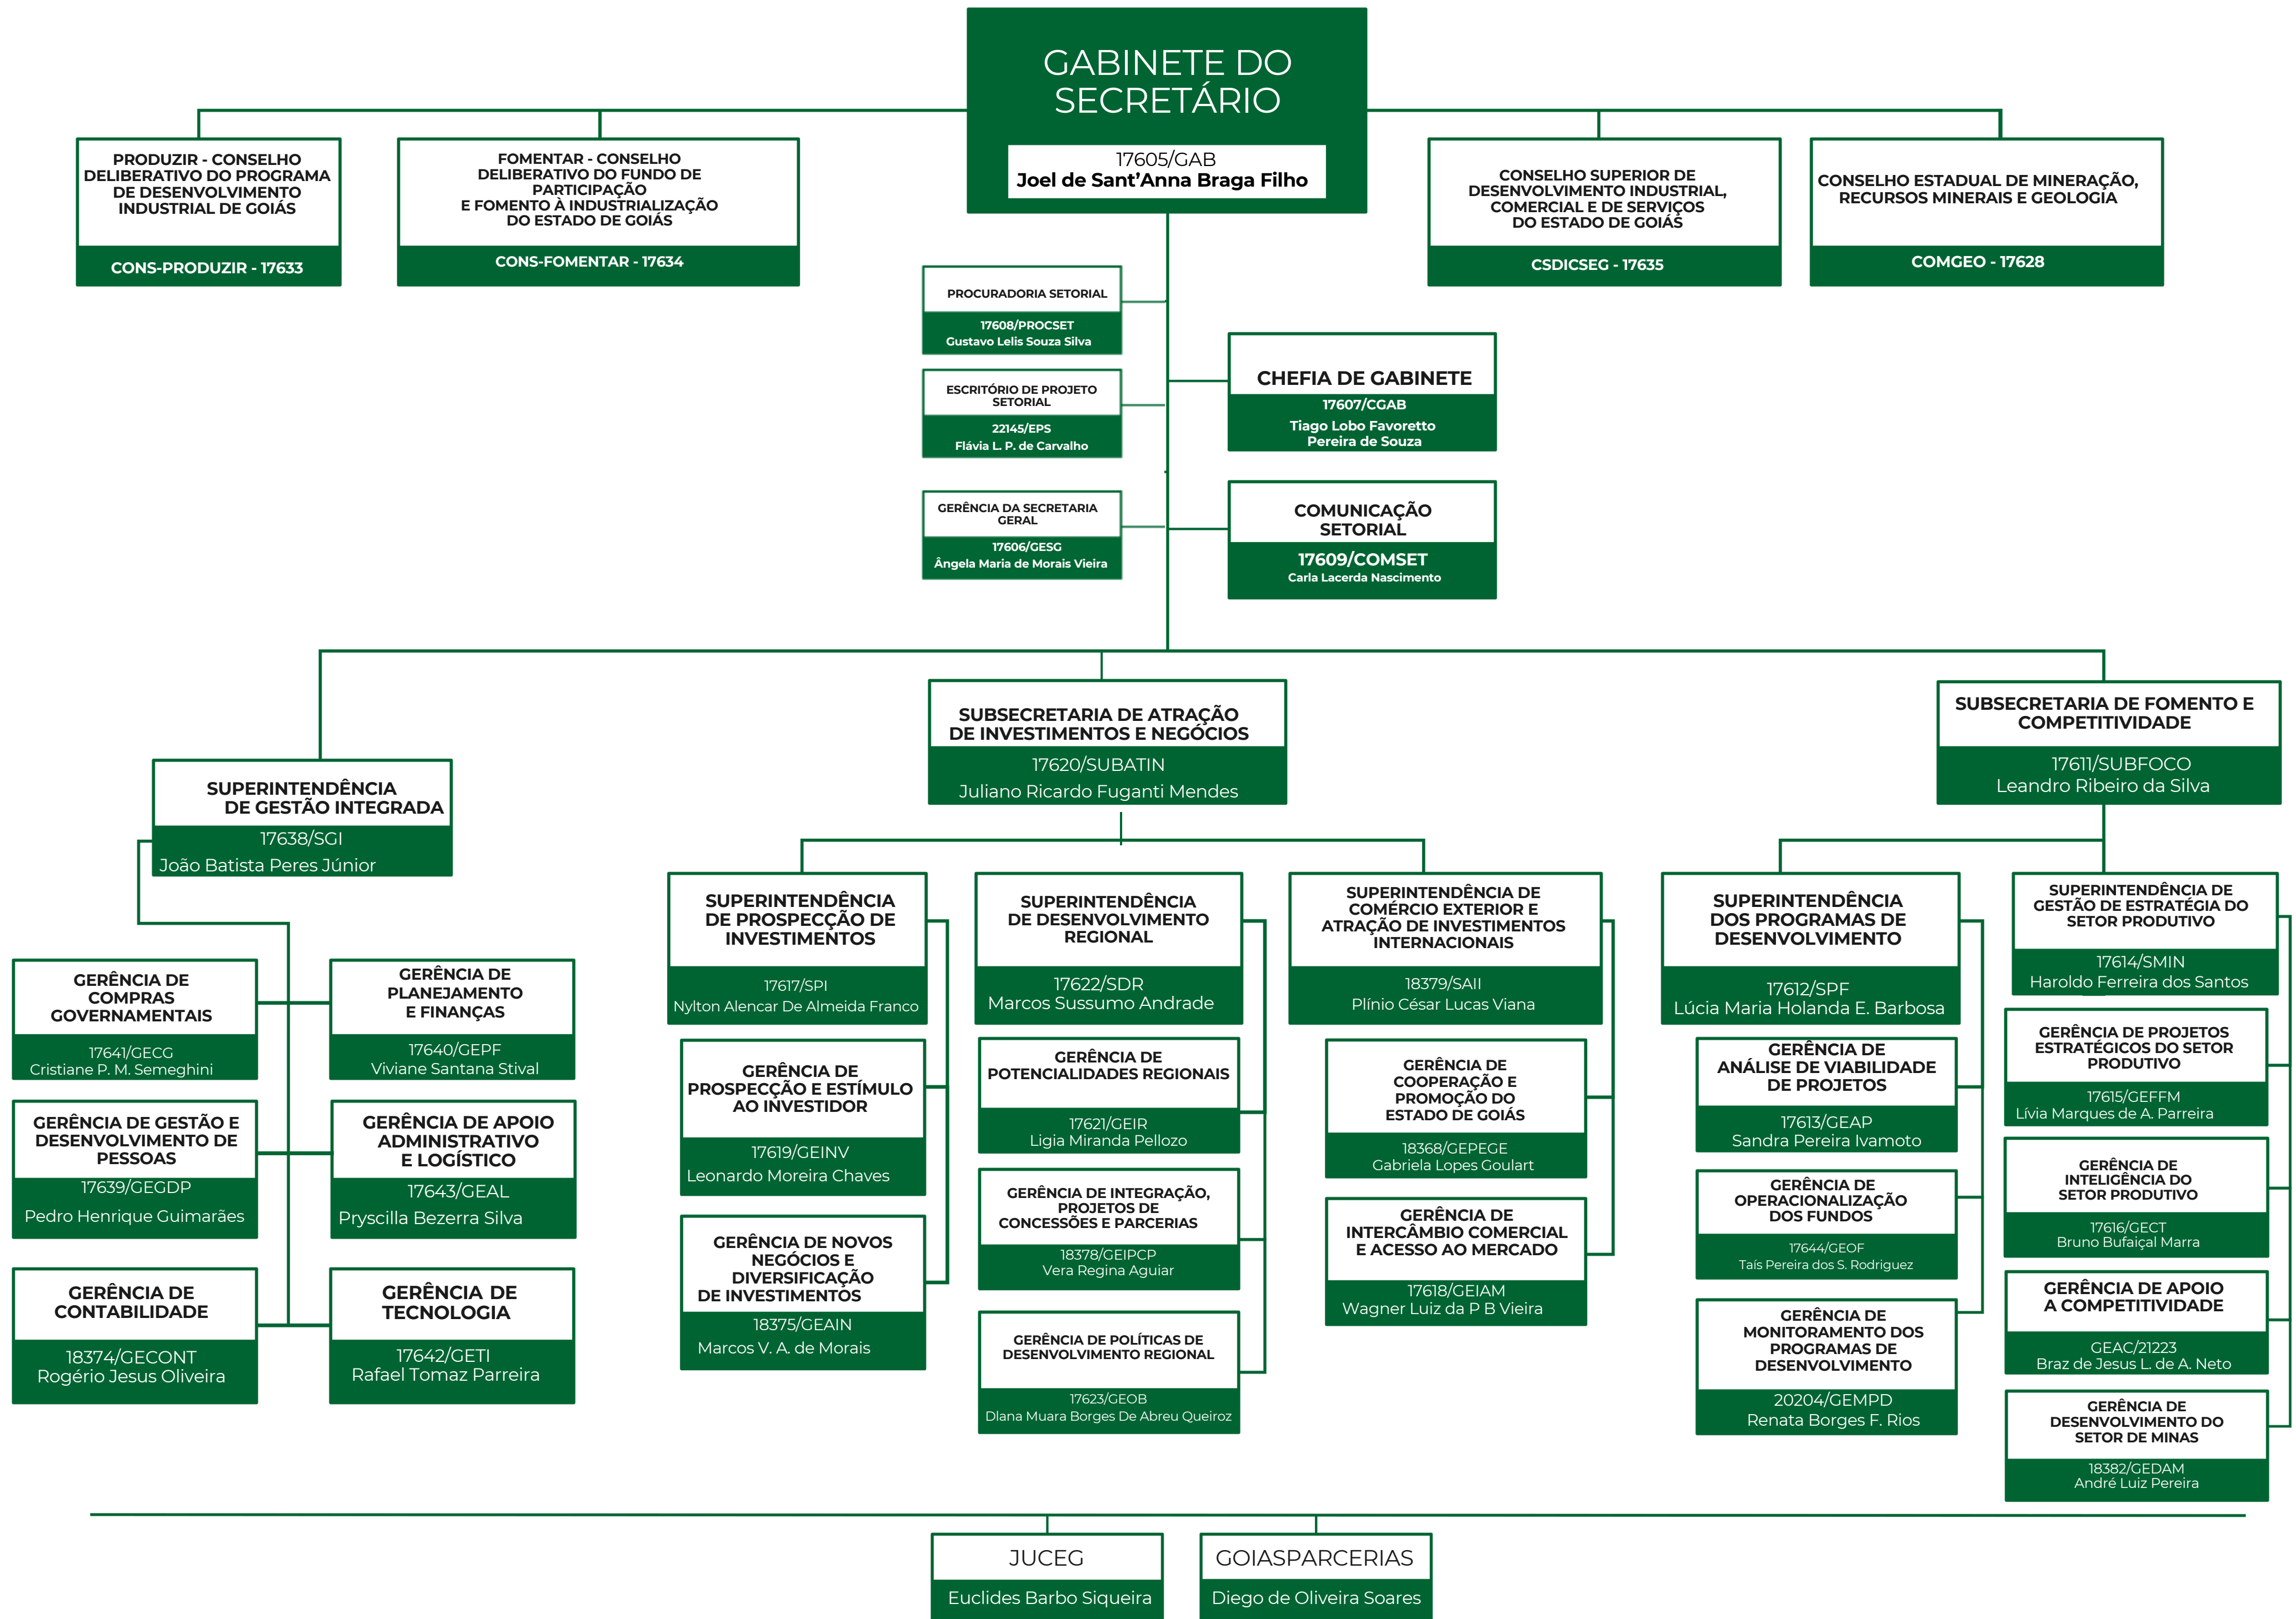 GABINETE DO
SECRETÁRIO
17605/GAB
Joel de Sant’Anna Braga Filho
PRODUZIR - CONSELHO
DELIBERATIVO DO PROGRAMA
DE DESENVOLVIMENTO
INDUSTRIAL DE GOIÁS
CONS-PRODUZIR - 17633
FOMENTAR - CONSELHO
DELIBERATIVO DO FUNDO DE
PARTICIPAÇÃO
E FOMENTO À INDUSTRIALIZAÇÃO
DO ESTADO DE GOIÁS
CONS-FOMENTAR - 17634
CONSELHO SUPERIOR DE
DESENVOLVIMENTO INDUSTRIAL,
COMERCIAL E DE SERVIÇOS
DO ESTADO DE GOIÁS
CSDICSEG - 17635
CONSELHO ESTADUAL DE MINERAÇÃO,
RECURSOS MINERAIS E GEOLOGIA
COMGEO - 17628
PROCURADORIA SETORIAL
17608/PROCSET
Gustavo Lelis Souza Silva
ESCRITÓRIO DE PROJETO
SETORIAL
22145/EPS
Flávia L. P. de Carvalho
GERÊNCIA DA SECRETARIA
GERAL
17606/GESG
Ângela Maria de Morais Vieira
CHEFIA DE GABINETE
17607/CGAB
Tiago Lobo Favoretto
Pereira de Souza
COMUNICAÇÃO
SETORIAL
17609/COMSET
Carla Lacerda Nascimento
SUPERINTENDÊNCIA
DE GESTÃO INTEGRADA
17638/SGI
João Batista Peres Júnior
SUBSECRETARIA DE ATRAÇÃO
DE INVESTIMENTOS E NEGÓCIOS
17620/SUBATIN
Juliano Ricardo Fuganti Mendes
SUBSECRETARIA DE FOMENTO E
COMPETITIVIDADE
17611/SUBFOCO
Leandro Ribeiro da Silva
GERÊNCIA DE
COMPRAS
GOVERNAMENTAIS
17641/GECG
Cristiane P. M. Semeghini
GERÊNCIA DE
PLANEJAMENTO
E FINANÇAS
17640/GEPF
Viviane Santana Stival
GERÊNCIA DE GESTÃO E
DESENVOLVIMENTO DE
PESSOAS
17639/GEGDP
Pedro Henrique Guimarães
GERÊNCIA DE APOIO
ADMINISTRATIVO
E LOGÍSTICO
17643/GEAL
Pryscilla Bezerra Silva
GERÊNCIA DE
CONTABILIDADE
18374/GECONT
Rogério Jesus Oliveira
GERÊNCIA DE
TECNOLOGIA
17642/GETI
Rafael Tomaz Parreira
SUPERINTENDÊNCIA
DE PROSPECÇÃO DE
INVESTIMENTOS
17617/SPI
Nylton Alencar De Almeida Franco
GERÊNCIA DE
PROSPECÇÃO E ESTÍMULO
AO INVESTIDOR
17619/GEINV
Leonardo Moreira Chaves
GERÊNCIA DE NOVOS
NEGÓCIOS E
DIVERSIFICAÇÃO
DE INVESTIMENTOS
18375/GEAIN
Marcos V. A. de Morais
SUPERINTENDÊNCIA
DE DESENVOLVIMENTO
REGIONAL
17622/SDR
Marcos Sussumo Andrade
GERÊNCIA DE
POTENCIALIDADES REGIONAIS
17621/GEIR
Ligia Miranda Pellozo
GERÊNCIA DE INTEGRAÇÃO,
PROJETOS DE
CONCESSÕES E PARCERIAS
18378/GEIPCP
Vera Regina Aguiar
GERÊNCIA DE POLÍTICAS DE
DESENVOLVIMENTO REGIONAL
17623/GEOB
DIana Muara Borges De Abreu Queiroz
SUPERINTENDÊNCIA DE
COMÉRCIO EXTERIOR E
ATRAÇÃO DE INVESTIMENTOS
INTERNACIONAIS
18379/SAII
Plínio César Lucas Viana
GERÊNCIA DE
COOPERAÇÃO E
PROMOÇÃO DO
ESTADO DE GOIÁS
18368/GEPEGE
Gabriela Lopes Goulart
GERÊNCIA DE
INTERCÂMBIO COMERCIAL
E ACESSO AO MERCADO
17618/GEIAM
Wagner Luiz da P B Vieira
SUPERINTENDÊNCIA
DOS PROGRAMAS DE
DESENVOLVIMENTO
17612/SPF
Lúcia Maria Holanda E. Barbosa
GERÊNCIA DE
ANÁLISE DE VIABILIDADE
DE PROJETOS
17613/GEAP
Sandra Pereira Ivamoto
GERÊNCIA DE
OPERACIONALIZAÇÃO
DOS FUNDOS
17644/GEOF
Taís Pereira dos S. Rodriguez
GERÊNCIA DE
MONITORAMENTO DOS
PROGRAMAS DE
DESENVOLVIMENTO
20204/GEMPD
Renata Borges F. Rios
SUPERINTENDÊNCIA DE
GESTÃO DE ESTRATÉGIA DO
SETOR PRODUTIVO
17614/SMIN
Haroldo Ferreira dos Santos
GERÊNCIA DE PROJETOS
ESTRATÉGICOS DO SETOR
PRODUTIVO
17615/GEFFM
Lívia Marques de A. Parreira
GERÊNCIA DE
INTELIGÊNCIA DO
SETOR PRODUTIVO
17616/GECT
Bruno Bufaiçal Marra
GERÊNCIA DE APOIO
A COMPETITIVIDADE
GEAC/21223
Braz de Jesus L. de A. Neto
GERÊNCIA DE
DESENVOLVIMENTO DO
SETOR DE MINAS
18382/GEDAM
André Luiz Pereira
JUCEG
Euclides Barbo Siqueira
GOIASPARCERIAS
Diego de Oliveira Soares